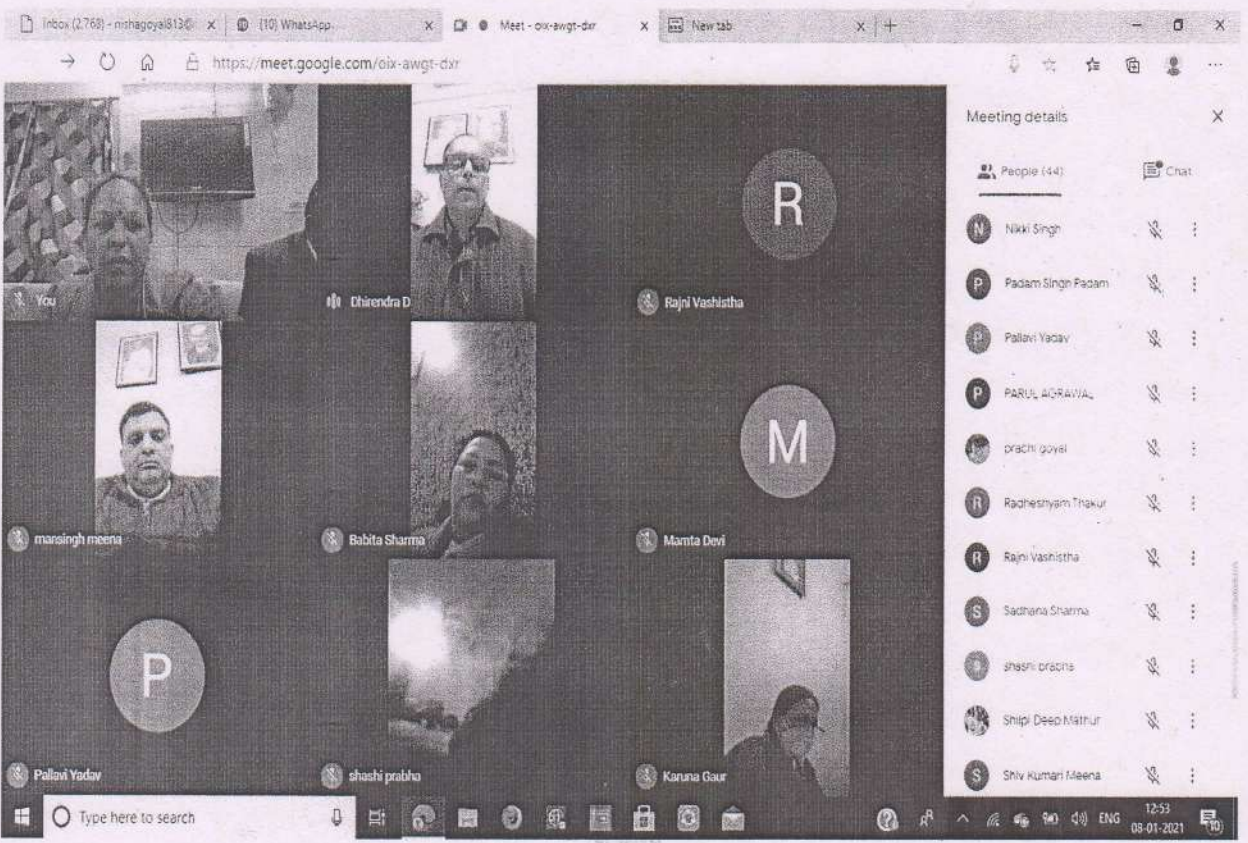 Inbox (2,768) - nishagoyal813@
(10) WhatsApp
Meet - oix-awgt-dxr
New tab
https://meet.google.com/oix-awgt-dxr
You
Dhirendra D
R
Rajni Vashistha
mansingh meena
Babita Sharma
M
Mamta Devi
P
Pallavi Yadav
shashi prabha
Karuna Gaur
Meeting details
People (44)
Chat
N Nikki Singh
P Padam Singh Padam
P Pallavi Yadav
P PARUL AGRAWAL
prachi goyal
R Radheshyam Thakur
R Rajni Vashistha
S Sadhana Sharma
s shashi prabha
Shilpi Deep Mathur
S Shiv Kumari Meena
Type here to search
ENG
12:53
08-01-2021